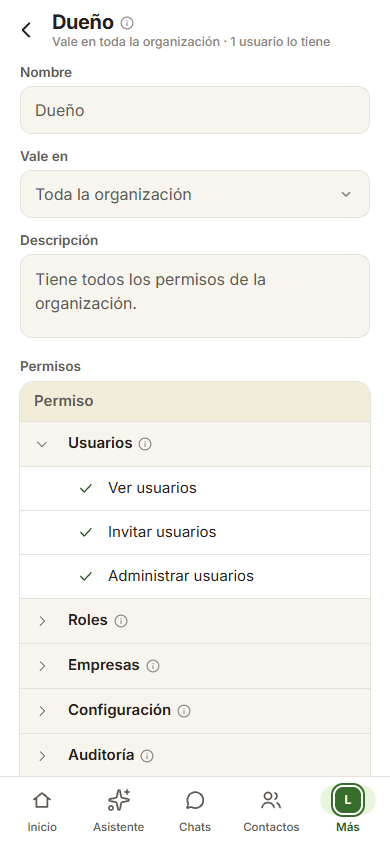 Dueño
Vale en toda la organización · 1 usuario lo tiene
Nombre
Dueño
Vale en
Toda la organización
Descripción
Tiene todos los permisos de la
organización.
Permisos
Permiso
Usuarios
Ver usuarios
Invitar usuarios
Administrar usuarios
Roles
Empresas
Configuración
Auditoría
L
Inicio
Asistente
Chats
Contactos
Más